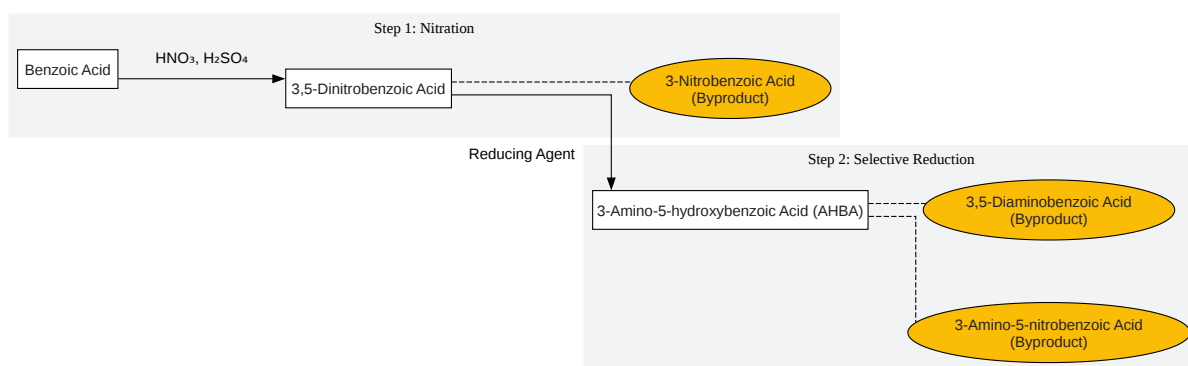 Step 1: Nitration
HNO₃, H₂SO₄
Benzoic Acid
3,5-Dinitrobenzoic Acid
3-Nitrobenzoic Acid
(Byproduct)
Reducing Agent
Step 2: Selective Reduction
3-Amino-5-hydroxybenzoic Acid (AHBA)
3,5-Diaminobenzoic Acid
(Byproduct)
3-Amino-5-nitrobenzoic Acid
(Byproduct)